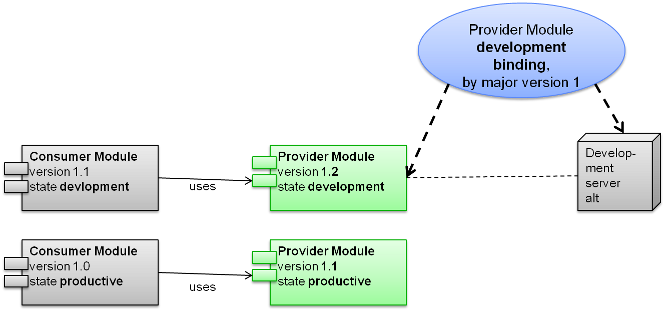 Provider Module
development
binding,
by major version 1
Consumer Module
version 1.1
state devlopment
uses
Provider Module
version 1.2
state development
Develop-
ment
server
alt
Consumer Module
version 1.0
state productive
uses
Provider Module
version 1.1
state productive